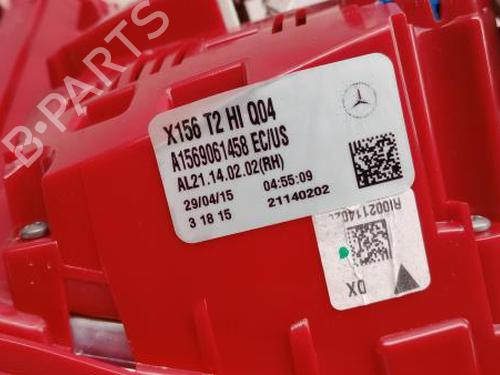 B-PARTS
X156 T2 HI Q04
A1569061458 EC/US
AL21.14.02.02(RH)
29/04/15 04:55:09
3 18 15 21140202
DX